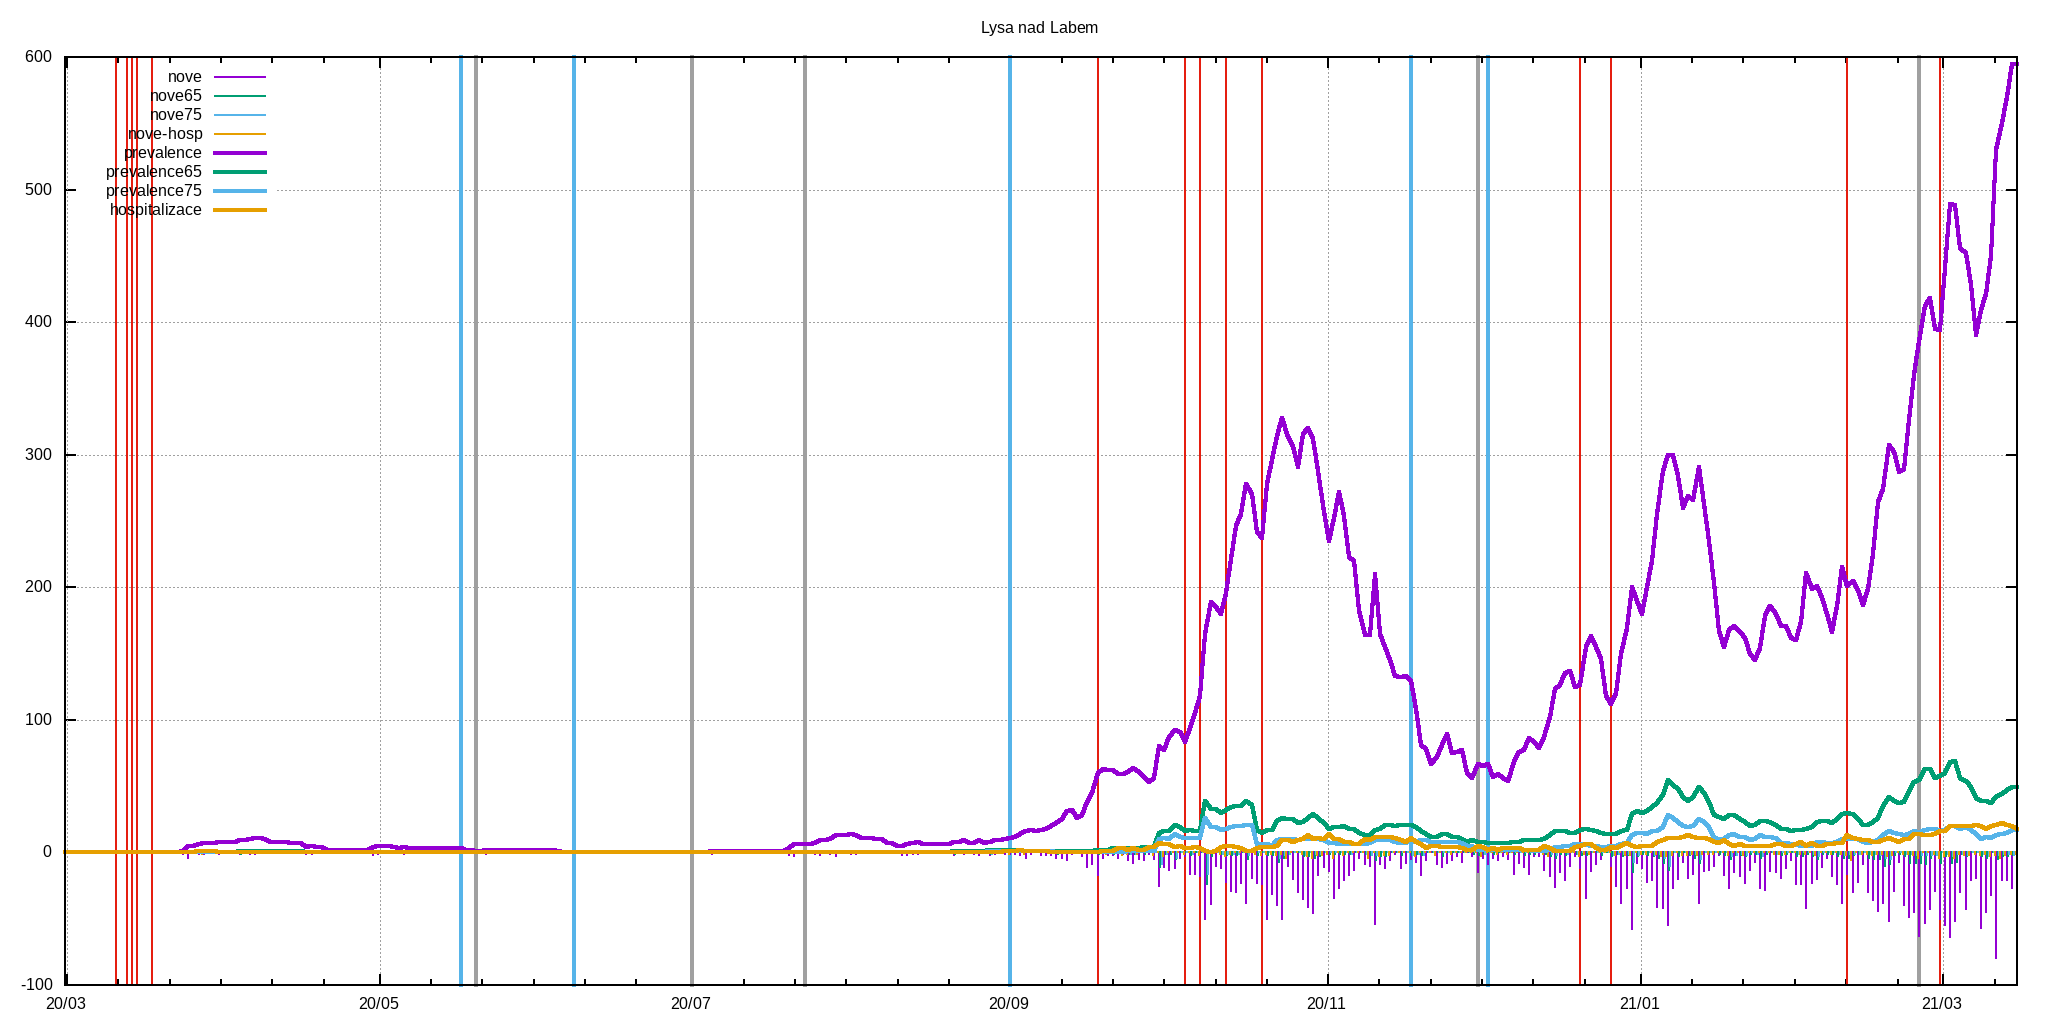 Lysa nad Labem
600
500
400
300
200
100
0
-100
nove
nove65
nove75
nove-hosp
prevalence
prevalence65
prevalence75
hospitalizace
20/03 20/05 20/07 20/09 20/11 21/01 21/03